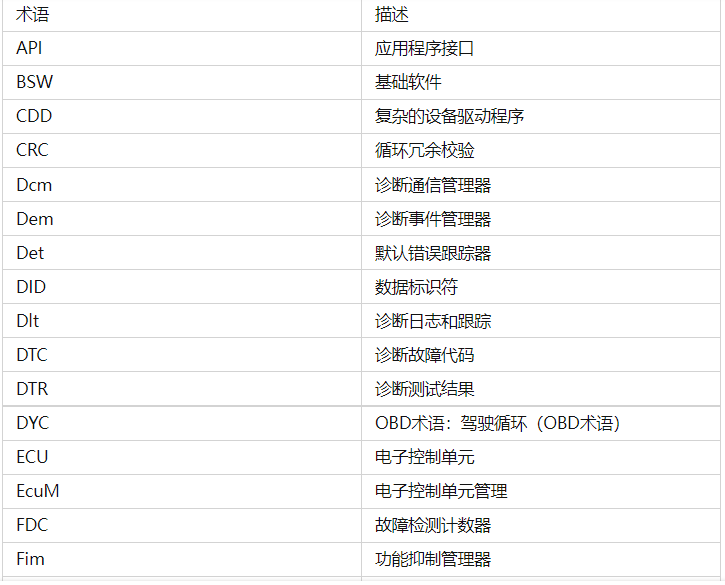 术语 描述
API 应用程序接口
BSW 基础软件
CDD 复杂的设备驱动程序
CRC 循环冗余校验
Dcm 诊断通信管理器
Dem 诊断事件管理器
Det 默认错误跟踪器
DID 数据标识符
Dlt 诊断日志和跟踪
DTC 诊断故障代码
DTR 诊断测试结果
DYC OBD术语：驾驶循环（OBD术语）
ECU 电子控制单元
EcuM 电子控制单元管理
FDC 故障检测计数器
Fim 功能抑制管理器